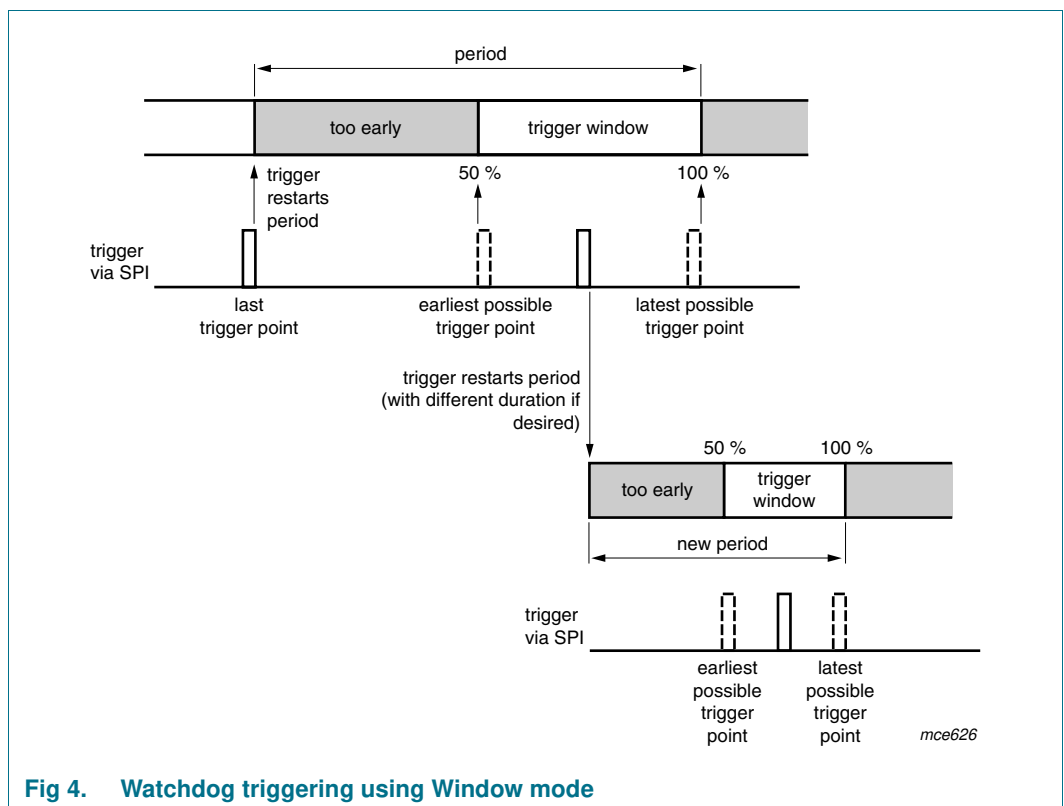 period
too early
trigger window
trigger
restarts
period
50 %
100 %
trigger
via SPI
last
trigger point
earliest possible
trigger point
latest possible
trigger point
trigger restarts period
(with different duration if
desired)
50 %
100 %
too early
trigger
window
new period
trigger
via SPI
earliest
possible
trigger
point
latest
possible
trigger
point
mce626
Fig 4. Watchdog triggering using Window mode